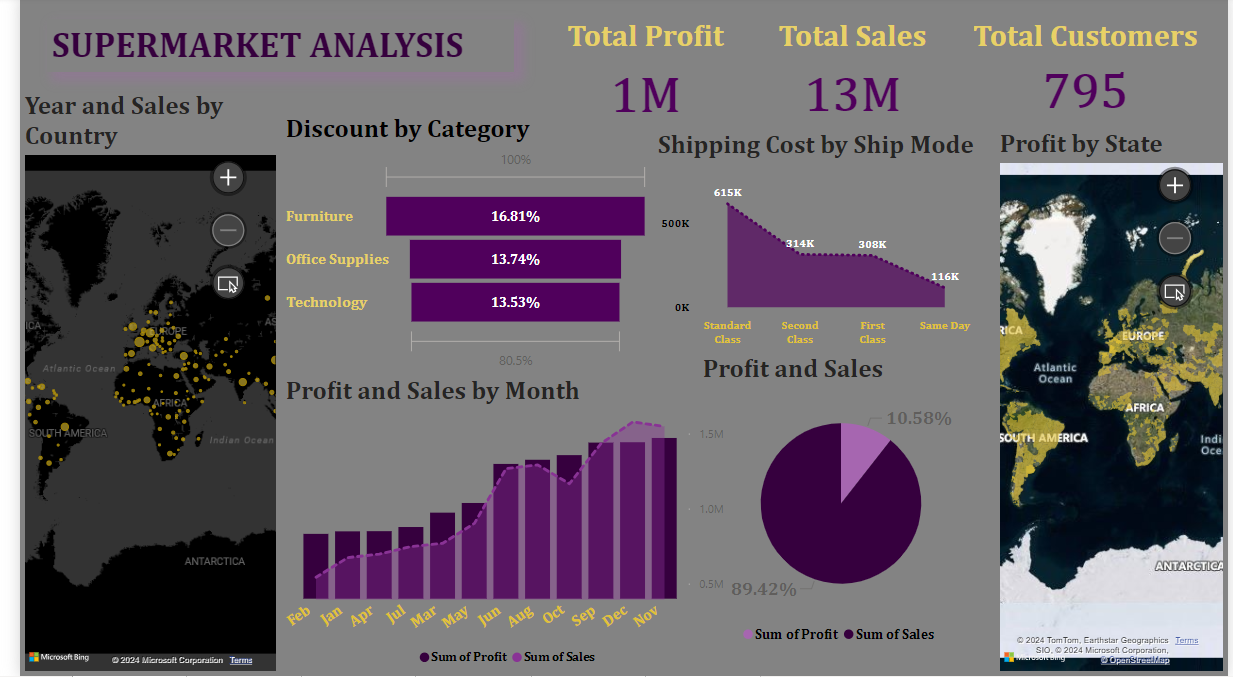 SUPERMARKET ANALYSIS
Total Profit
1M
Total Sales
13M
Total Customers
795
Year and Sales by
Country
EUROPE
Atlantic Ocean
AFRICA
SOUTH AMERICA
Indian Ocean
ANTARCTICA
Microsoft Bing
© 2024 Microsoft Corporation Terms
Discount by Category
100%
Furniture
16.81%
Office Supplies
13.74%
Technology
13.53%
80.5%
Shipping Cost by Ship Mode
615K
500K
314K
308K
116K
0K
Standard
Class
Second
Class
First
Class
Same Day
Profit and Sales by Month
1.5M
1.0M
0.5M
Feb
Jan
Apr
Jul
Mar
May
Jun
Aug
Oct
Sep
Dec
Nov
Sum of Profit
Sum of Sales
Profit and Sales
10.58%
89.42%
Sum of Profit
Sum of Sales
Profit by State
RICA
EUROPE
Atlantic
Ocean
AFRICA
SOUTH AMERICA
Indi
Oce
ANTARCTICA
© 2024 TomTom, Earthstar Geographics
SIO, © 2024 Microsoft Corporation,
Terms
© OpenStreetMap
Microsoft Bing